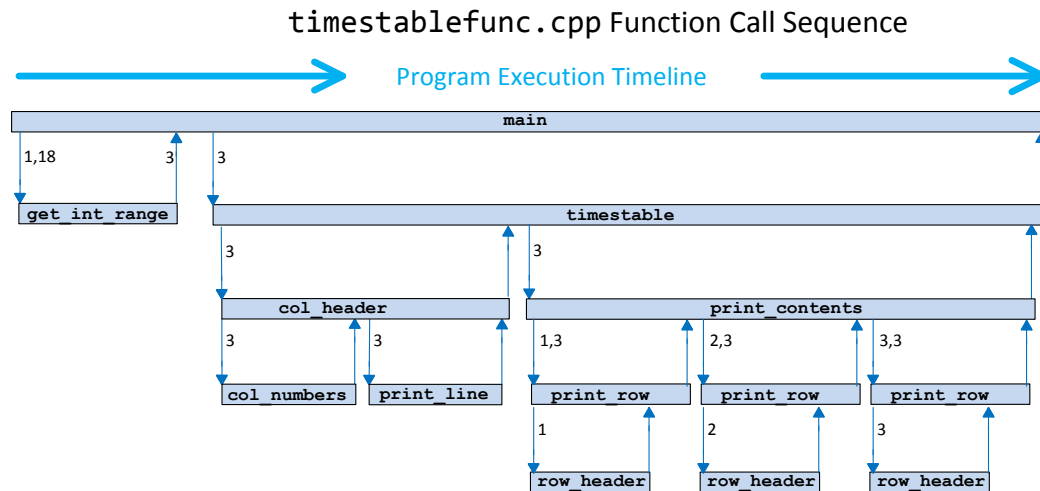 timestablefunc.cpp Function Call Sequence
Program Execution Timeline
main
1,18 3 3
get_int_range timestable
3 3
col_header print_contents
3 3 1,3 2,3 3,3
col_numbers print_line print_row print_row print_row
1 2 3
row_header row_header row_header